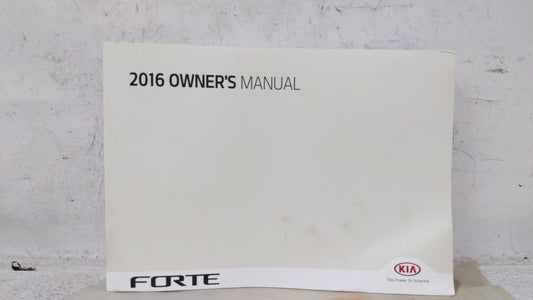 2016 OWNER'S MANUAL
FORTE
KIA
The Power to Surprise